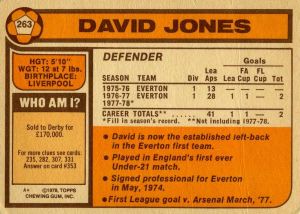 263
DAVID JONES
HGT: 5'10"
WGT: 12 st 7 lbs.
BIRTHPLACE:
LIVERPOOL
WHO AM I?
Sold to Derby for
£170,000.
For more clues see cards:
235, 282, 307, 331
Answer on card #353
A★ ©1978, TOPPS
CHEWING GUM, INC.
DEFENDER
Lea Goals FA FL
SEASON TEAM Div Aps Lea Cup Cup Tot
1975-76 EVERTON 1 13 — — — —
1976-77 EVERTON 1 28 1 — 1 2
1977-78*
CAREER TOTALS** 41 1 — 1 2
*Fill in season's record. **Not including 1977-78.
• David is now the established left-back
in the Everton first team.
• Played in England's first ever
Under-21 match.
• Signed professional for Everton
in May, 1974.
• First League goal v. Arsenal March, '77.